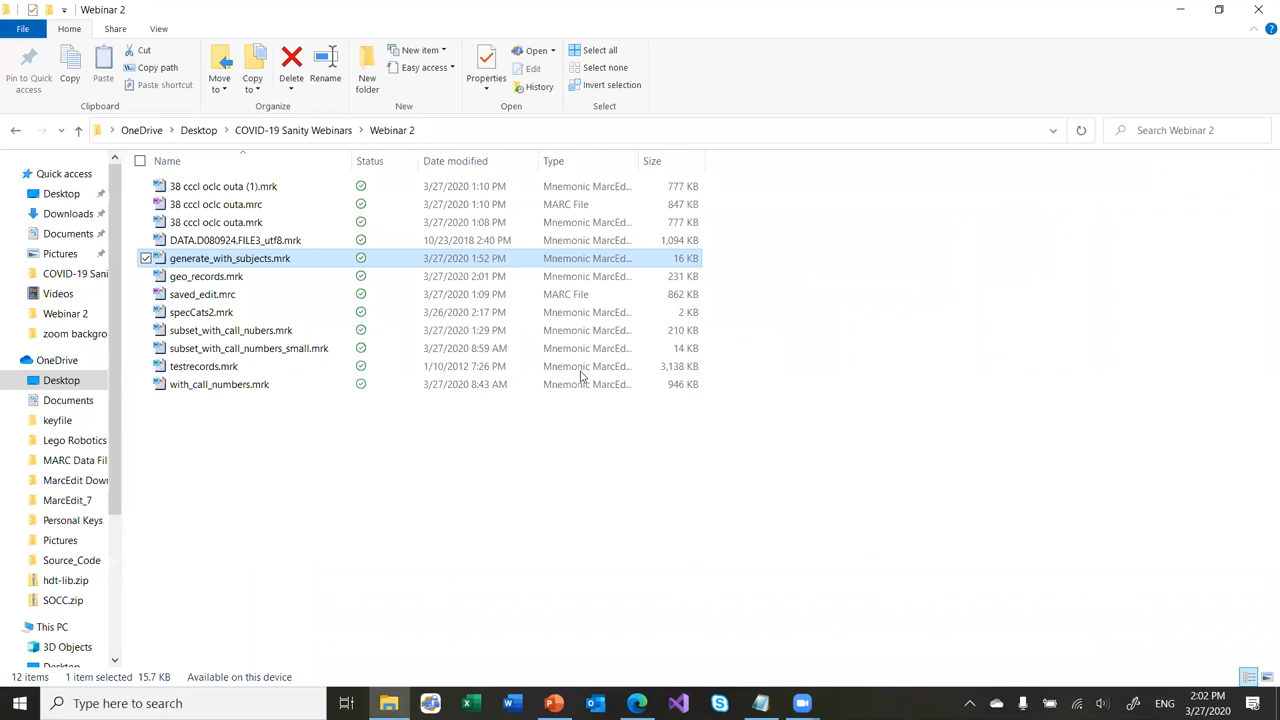 Webinar 2
File Home Share View
Pin to Quick access
Copy
Paste
Cut
Copy path
Paste shortcut
Clipboard
Move to
Copy to
Delete
Rename
Organize
New folder
New item
Easy access
New
Properties
Open
Edit
History
Open
Select all
Select none
Invert selection
Select
OneDrive > Desktop > COVID-19 Sanity Webinars > Webinar 2
Search Webinar 2
Name Status Date modified Type Size
38 cccl oclc outa (1).mrk 3/27/2020 1:10 PM Mnemonic MarcEd... 777 KB
38 cccl oclc outa.mrc 3/27/2020 1:10 PM MARC File 847 KB
38 cccl oclc outa.mrk 3/27/2020 1:08 PM Mnemonic MarcEd... 777 KB
DATA.D080924.FILE3_utf8.mrk 10/23/2018 2:40 PM Mnemonic MarcEd... 1,094 KB
generate_with_subjects.mrk 3/27/2020 1:52 PM Mnemonic MarcEd... 16 KB
geo_records.mrk 3/27/2020 2:01 PM Mnemonic MarcEd... 231 KB
saved_edit.mrc 3/27/2020 1:09 PM MARC File 862 KB
specCats2.mrk 3/26/2020 2:17 PM Mnemonic MarcEd... 2 KB
subset_with_call_nubers.mrk 3/27/2020 1:29 PM Mnemonic MarcEd... 210 KB
subset_with_call_numbers_small.mrk 3/27/2020 8:59 AM Mnemonic MarcEd... 14 KB
testrecords.mrk 1/10/2012 7:26 PM Mnemonic MarcEd... 3,138 KB
with_call_numbers.mrk 3/27/2020 8:43 AM Mnemonic MarcEd... 946 KB
Quick access
Desktop
Downloads
Documents
Pictures
COVID-19 Sani
Videos
Webinar 2
zoom backgro
OneDrive
Desktop
Documents
keyfile
Lego Robotics
MARC Data Fil
MarcEdit Down
MarcEdit_7
Personal Keys
Pictures
Source_Code
hdt-lib.zip
SOCC.zip
This PC
3D Objects
Desktop
12 items 1 item selected 15.7 KB Available on this device
Type here to search
ENG
2:02 PM
3/27/2020